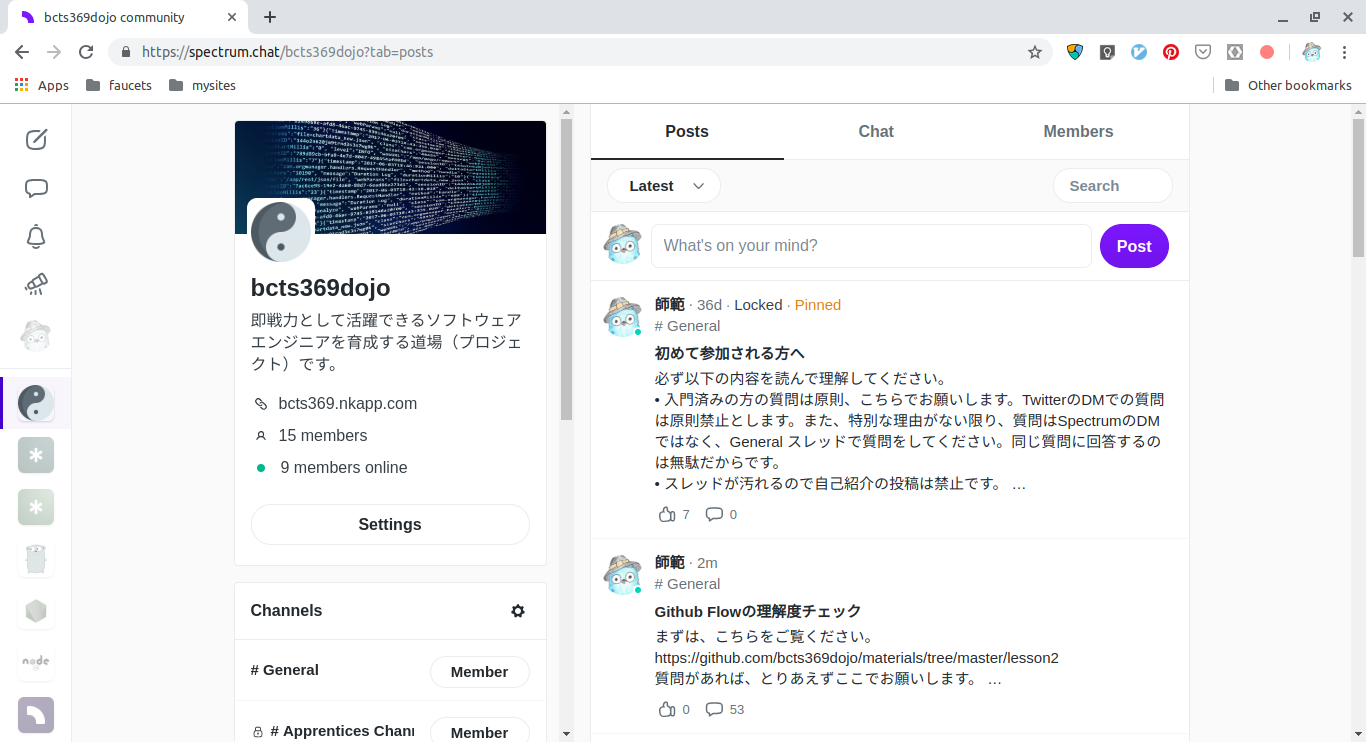 bcts369dojo community
https://spectrum.chat/bcts369dojo?tab=posts
Apps
faucets
mysites
Other bookmarks
bcts369dojo
即戦力として活躍できるソフトウェア
エンジニアを育成する道場（プロジェ
クト）です。
bcts369.nkapp.com
15 members
9 members online
Settings
Channels
# General
Member
# Apprentices Chann
Member
node
Posts
Chat
Members
Latest
Search
What's on your mind?
Post
師範 · 36d · Locked · Pinned
# General
初めて参加される方へ
必ず以下の内容を読んで理解してください。
• 入門済みの方の質問は原則、こちらでお願いします。TwitterのDMでの質問
は原則禁止とします。また、特別な理由がない限り、質問はSpectrumのDM
ではなく、General スレッドで質問をしてください。同じ質問に回答するの
は無駄だからです。
• スレッドが汚れるので自己紹介の投稿は禁止です。 …
7
0
師範 · 2m
# General
Github Flowの理解度チェック
まずは、こちらをご覧ください。
https://github.com/bcts369dojo/materials/tree/master/lesson2
質問があれば、とりあえずここでお願いします。 …
0
53